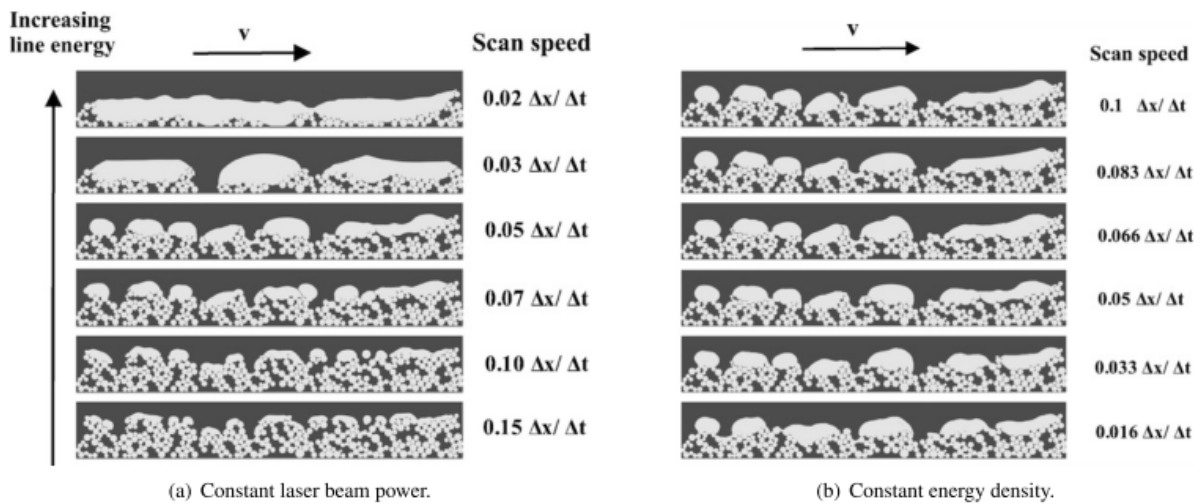 Increasing
line energy
v
Scan speed
0.02 Δx/ Δt
0.03 Δx/ Δt
0.05 Δx/ Δt
0.07 Δx/ Δt
0.10 Δx/ Δt
0.15 Δx/ Δt
(a) Constant laser beam power.
v
Scan speed
0.1 Δx/ Δt
0.083 Δx/ Δt
0.066 Δx/ Δt
0.05 Δx/ Δt
0.033 Δx/ Δt
0.016 Δx/ Δt
(b) Constant energy density.